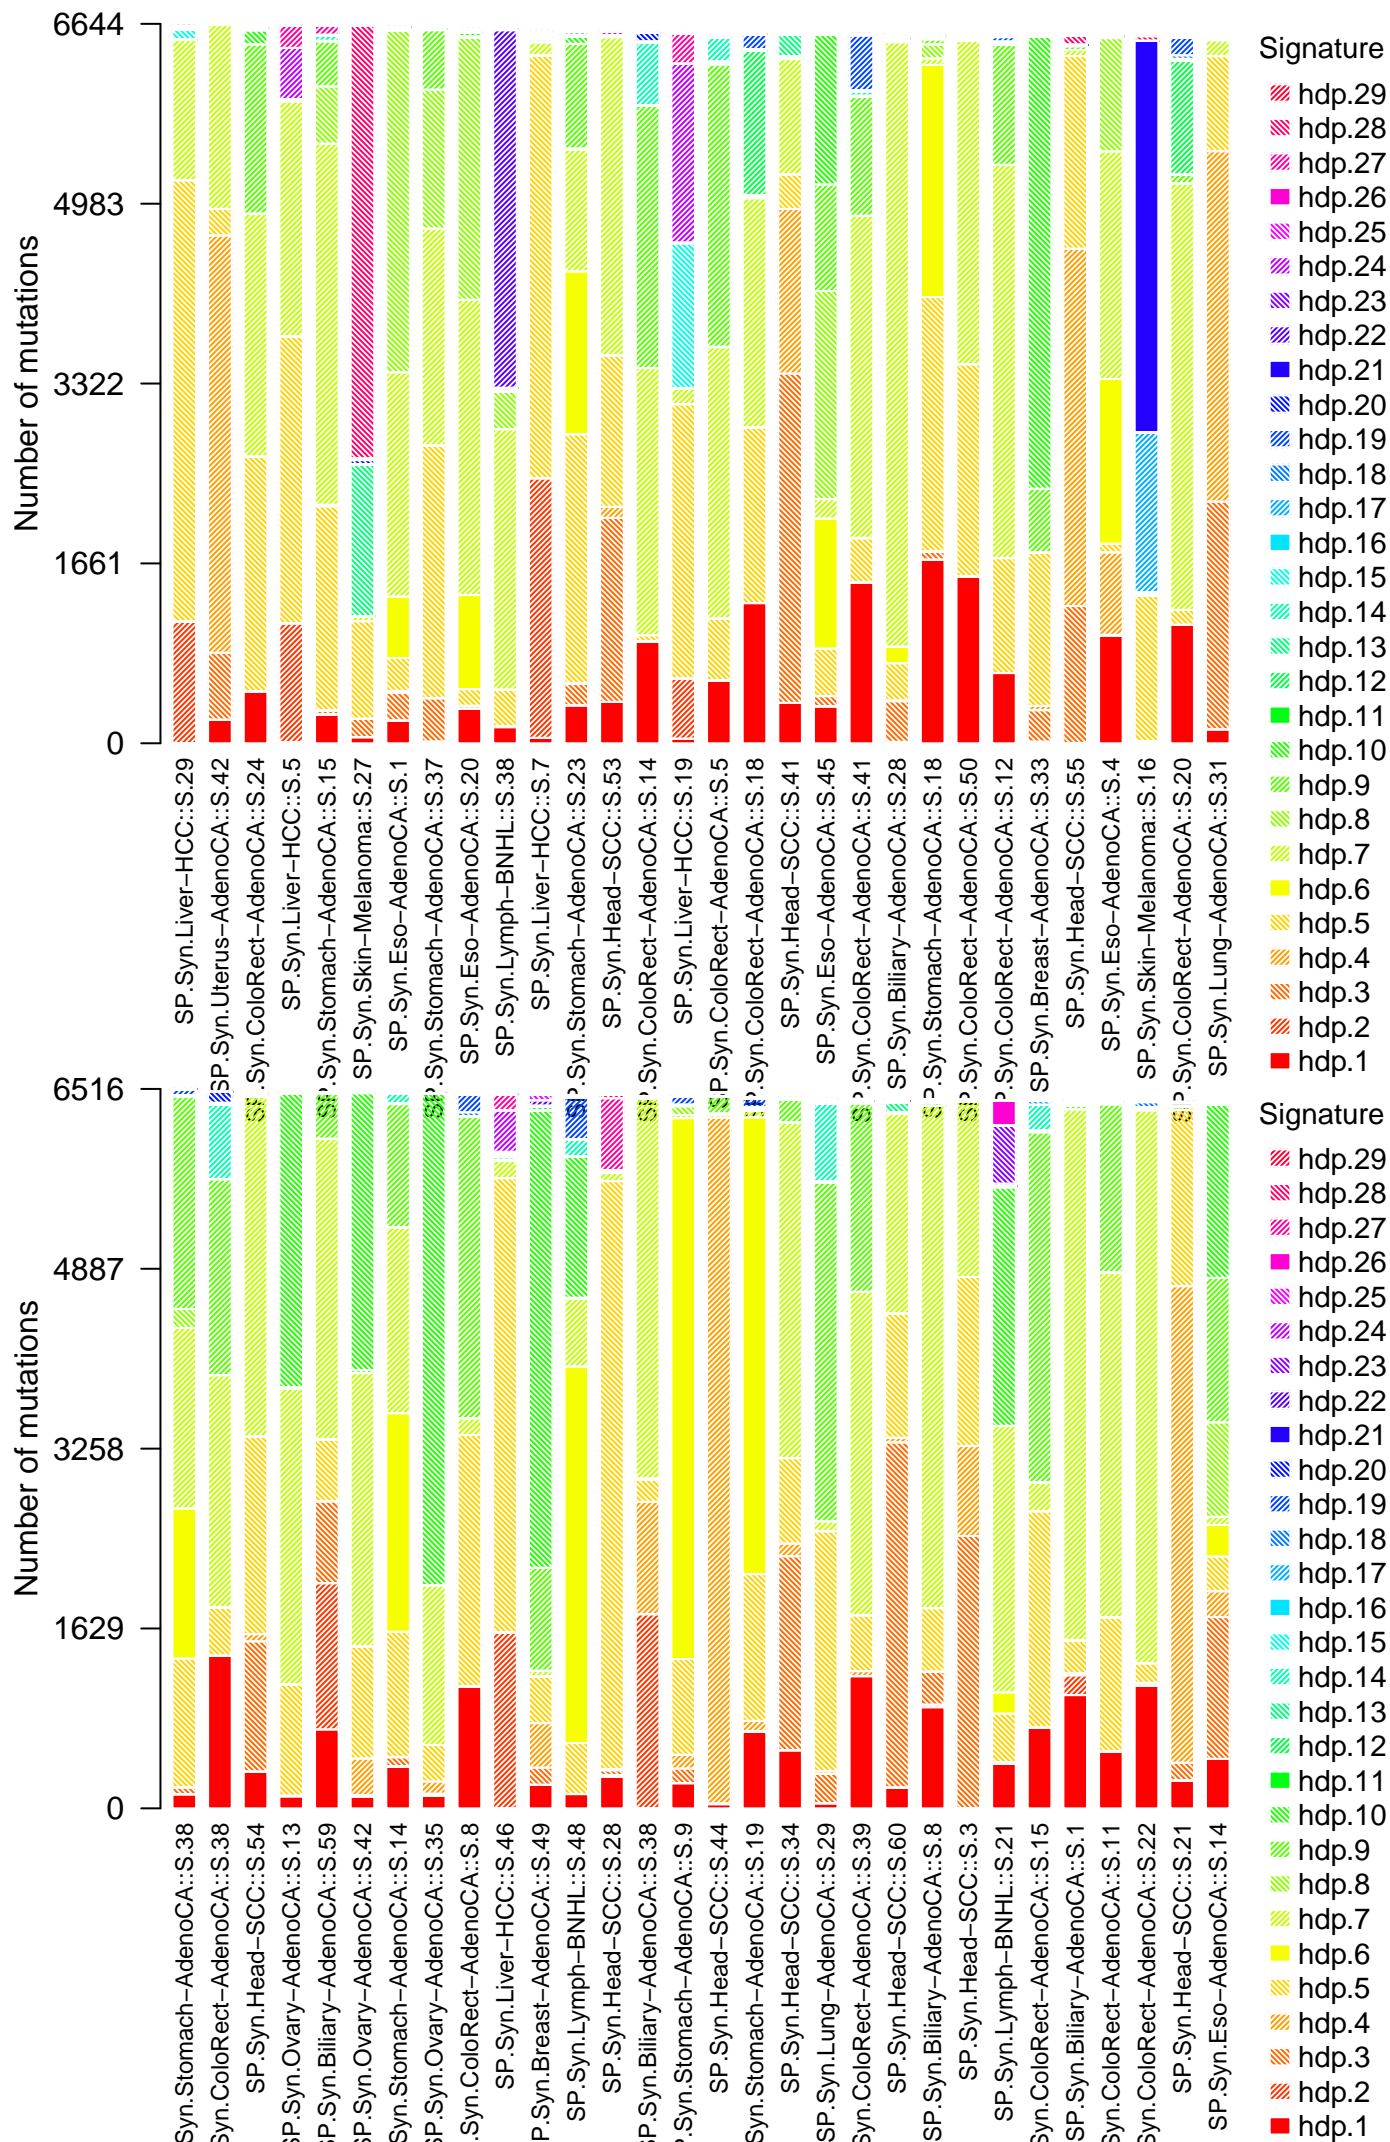 Number of mutations
6644
4983
3322
1661
0
SP.Syn.Liver−HCC::S.29
SP.Syn.Uterus−AdenoCA::S.42
.Syn.ColoRect−AdenoCA::S.24
SP.Syn.Liver−HCC::S.5
SP.Syn.Stomach−AdenoCA::S.15
SP.Syn.Skin−Melanoma::S.27
SP.Syn.Eso−AdenoCA::S.1
SP.Syn.Stomach−AdenoCA::S.37
SP.Syn.Eso−AdenoCA::S.20
SP.Syn.Lymph−BNHL::S.38
SP.Syn.Liver−HCC::S.7
SP.Syn.Stomach−AdenoCA::S.23
SP.Syn.Head−SCC::S.53
SP.Syn.ColoRect−AdenoCA::S.14
SP.Syn.Liver−HCC::S.19
SP.Syn.ColoRect−AdenoCA::S.5
P.Syn.ColoRect−AdenoCA::S.18
SP.Syn.Head−SCC::S.41
SP.Syn.Eso−AdenoCA::S.45
SP.Syn.ColoRect−AdenoCA::S.41
SP.Syn.Biliary−AdenoCA::S.28
SP.Syn.Stomach−AdenoCA::S.18
SP.Syn.ColoRect−AdenoCA::S.50
P.Syn.ColoRect−AdenoCA::S.12
SP.Syn.Breast−AdenoCA::S.33
SP.Syn.Head−SCC::S.55
SP.Syn.Eso−AdenoCA::S.4
SP.Syn.Skin−Melanoma::S.16
SP.Syn.ColoRect−AdenoCA::S.20
SP.Syn.Lung−AdenoCA::S.31
Signature
hdp.29
hdp.28
hdp.27
hdp.26
hdp.25
hdp.24
hdp.23
hdp.22
hdp.21
hdp.20
hdp.19
hdp.18
hdp.17
hdp.16
hdp.15
hdp.14
hdp.13
hdp.12
hdp.11
hdp.10
hdp.9
hdp.8
hdp.7
hdp.6
hdp.5
hdp.4
hdp.3
hdp.2
hdp.1
Number of mutations
6516
4887
3258
1629
0
Syn.Stomach−AdenoCA::S.38
Syn.ColoRect−AdenoCA::S.38
SP.Syn.Head−SCC::S.54
SP.Syn.Ovary−AdenoCA::S.13
SP.Syn.Biliary−AdenoCA::S.59
SP.Syn.Ovary−AdenoCA::S.42
Syn.Stomach−AdenoCA::S.14
SP.Syn.Ovary−AdenoCA::S.35
.Syn.ColoRect−AdenoCA::S.8
SP.Syn.Liver−HCC::S.46
P.Syn.Breast−AdenoCA::S.49
SP.Syn.Lymph−BNHL::S.48
SP.Syn.Head−SCC::S.28
SP.Syn.Biliary−AdenoCA::S.38
P.Syn.Stomach−AdenoCA::S.9
SP.Syn.Head−SCC::S.44
Syn.Stomach−AdenoCA::S.19
SP.Syn.Head−SCC::S.34
SP.Syn.Lung−AdenoCA::S.29
Syn.ColoRect−AdenoCA::S.39
SP.Syn.Head−SCC::S.60
SP.Syn.Biliary−AdenoCA::S.8
SP.Syn.Head−SCC::S.3
SP.Syn.Lymph−BNHL::S.21
Syn.ColoRect−AdenoCA::S.15
SP.Syn.Biliary−AdenoCA::S.1
Syn.ColoRect−AdenoCA::S.11
Syn.ColoRect−AdenoCA::S.22
SP.Syn.Head−SCC::S.21
SP.Syn.Eso−AdenoCA::S.14
Signature
hdp.29
hdp.28
hdp.27
hdp.26
hdp.25
hdp.24
hdp.23
hdp.22
hdp.21
hdp.20
hdp.19
hdp.18
hdp.17
hdp.16
hdp.15
hdp.14
hdp.13
hdp.12
hdp.11
hdp.10
hdp.9
hdp.8
hdp.7
hdp.6
hdp.5
hdp.4
hdp.3
hdp.2
hdp.1